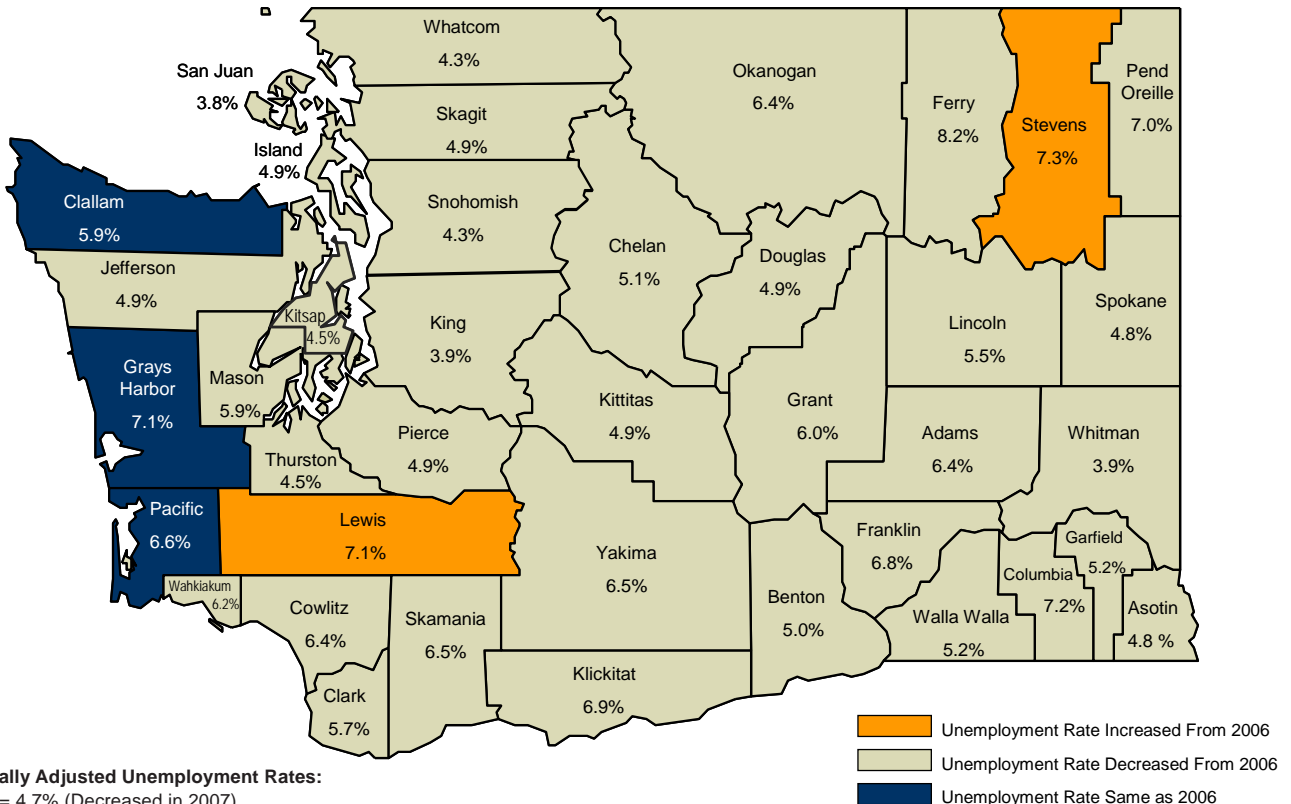 Whatcom
4.3%
San Juan
3.8%
Skagit
4.9%
Island
4.9%
Okanogan
6.4%
Ferry
8.2%
Stevens
7.3%
Pend
Oreille
7.0%
Clallam
5.9%
Snohomish
4.3%
Chelan
5.1%
Douglas
4.9%
Jefferson
4.9%
Kitsap
4.5%
King
3.9%
Lincoln
5.5%
Spokane
4.8%
Grays
Harbor
7.1%
Mason
5.9%
Kittitas
4.9%
Grant
6.0%
Pierce
4.9%
Adams
6.4%
Whitman
3.9%
Thurston
4.5%
Pacific
6.6%
Lewis
7.1%
Yakima
6.5%
Franklin
6.8%
Garfield
5.2%
Columbia
7.2%
Wahkiakum
6.2%
Cowlitz
6.4%
Skamania
6.5%
Benton
5.0%
Walla Walla
5.2%
Asotin
4.8 %
Klickitat
6.9%
Clark
5.7%
Unemployment Rate Increased From 2006
Unemployment Rate Decreased From 2006
Unemployment Rate Same as 2006
ally Adjusted Unemployment Rates:
= 4.7% (Decreased in 2007)